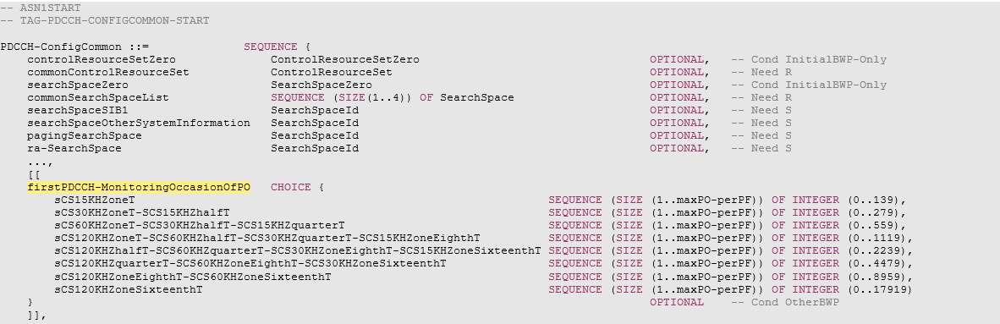 -- ASN1START
-- TAG-PDCCH-CONFIGCOMMON-START
PDCCH-ConfigCommon ::= SEQUENCE {
controlResourceSetZero ControlResourceSetZero OPTIONAL, -- Cond InitialBWP-Only
commonControlResourceSet ControlResourceSet OPTIONAL, -- Need R
searchSpaceZero SearchSpaceZero OPTIONAL, -- Cond InitialBWP-Only
commonSearchSpaceList SEQUENCE (SIZE(1..4)) OF SearchSpace OPTIONAL, -- Need R
searchSpaceSIB1 SearchSpaceId OPTIONAL, -- Need S
searchSpaceOtherSystemInformation SearchSpaceId OPTIONAL, -- Need S
pagingSearchSpace SearchSpaceId OPTIONAL, -- Need S
ra-SearchSpace SearchSpaceId OPTIONAL, -- Need S
...,
[[
firstPDCCH-MonitoringOccasionOfPO CHOICE {
sCS15KHZoneT SEQUENCE (SIZE (1..maxPO-perPF)) OF INTEGER (0..139),
sCS30KHZoneT-SCS15KHZhalfT SEQUENCE (SIZE (1..maxPO-perPF)) OF INTEGER (0..279),
sCS60KHZoneT-SCS30KHZhalfT-SCS15KHZquarterT SEQUENCE (SIZE (1..maxPO-perPF)) OF INTEGER (0..559),
sCS120KHZoneT-SCS60KHZhalfT-SCS30KHZquarterT-SCS15KHZoneEighthT SEQUENCE (SIZE (1..maxPO-perPF)) OF INTEGER (0..1119),
sCS120KHZhalfT-SCS60KHZquarterT-SCS30KHZoneEighthT-SCS15KHZoneSixteenthT SEQUENCE (SIZE (1..maxPO-perPF)) OF INTEGER (0..2239),
sCS120KHZquarterT-SCS60KHZoneEighthT-SCS30KHZoneSixteenthT SEQUENCE (SIZE (1..maxPO-perPF)) OF INTEGER (0..4479),
sCS120KHZoneEighthT-SCS60KHZoneSixteenthT SEQUENCE (SIZE (1..maxPO-perPF)) OF INTEGER (0..8959),
sCS120KHZoneSixteenthT SEQUENCE (SIZE (1..maxPO-perPF)) OF INTEGER (0..17919)
} OPTIONAL -- Cond OtherBWP
]],